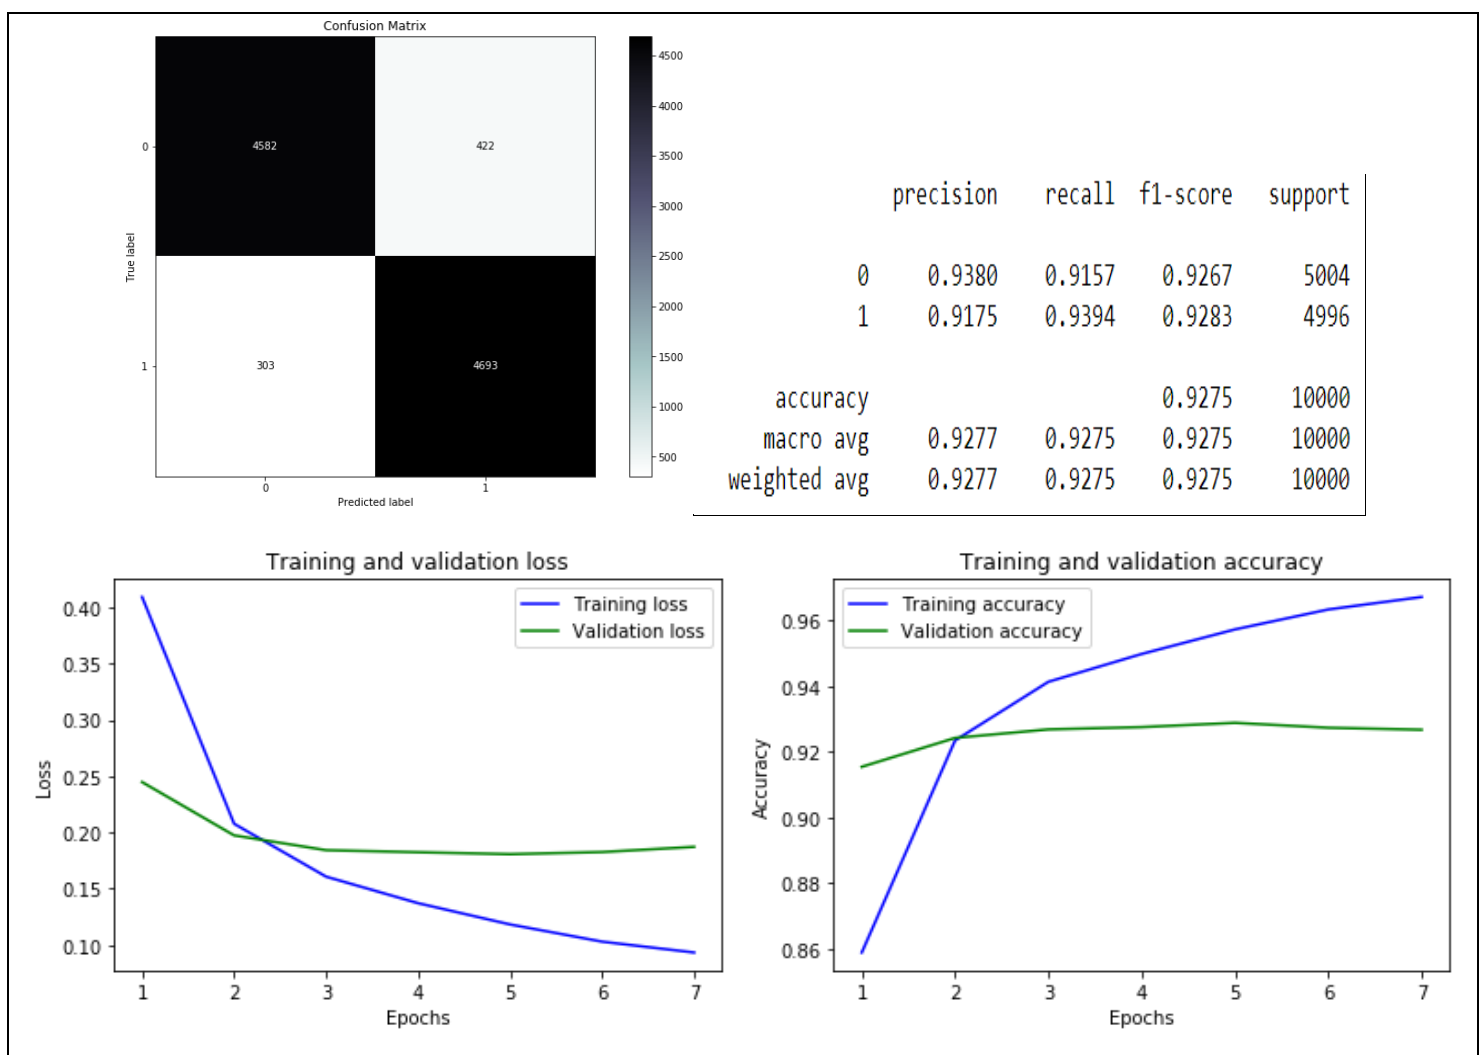 Confusion Matrix
4582 422
303 4693
0
1
True label
0 1
Predicted label
4500
4000
3500
3000
2500
2000
1500
1000
500
precision recall f1-score support
0 0.9380 0.9157 0.9267 5004
1 0.9175 0.9394 0.9283 4996
accuracy 0.9275 10000
macro avg 0.9277 0.9275 0.9275 10000
weighted avg 0.9277 0.9275 0.9275 10000
Training and validation loss
Training loss
Validation loss
0.40
0.35
0.30
0.25
0.20
0.15
0.10
Loss
1 2 3 4 5 6 7
Epochs
Training and validation accuracy
Training accuracy
Validation accuracy
0.96
0.94
0.92
0.90
0.88
0.86
Accuracy
1 2 3 4 5 6 7
Epochs